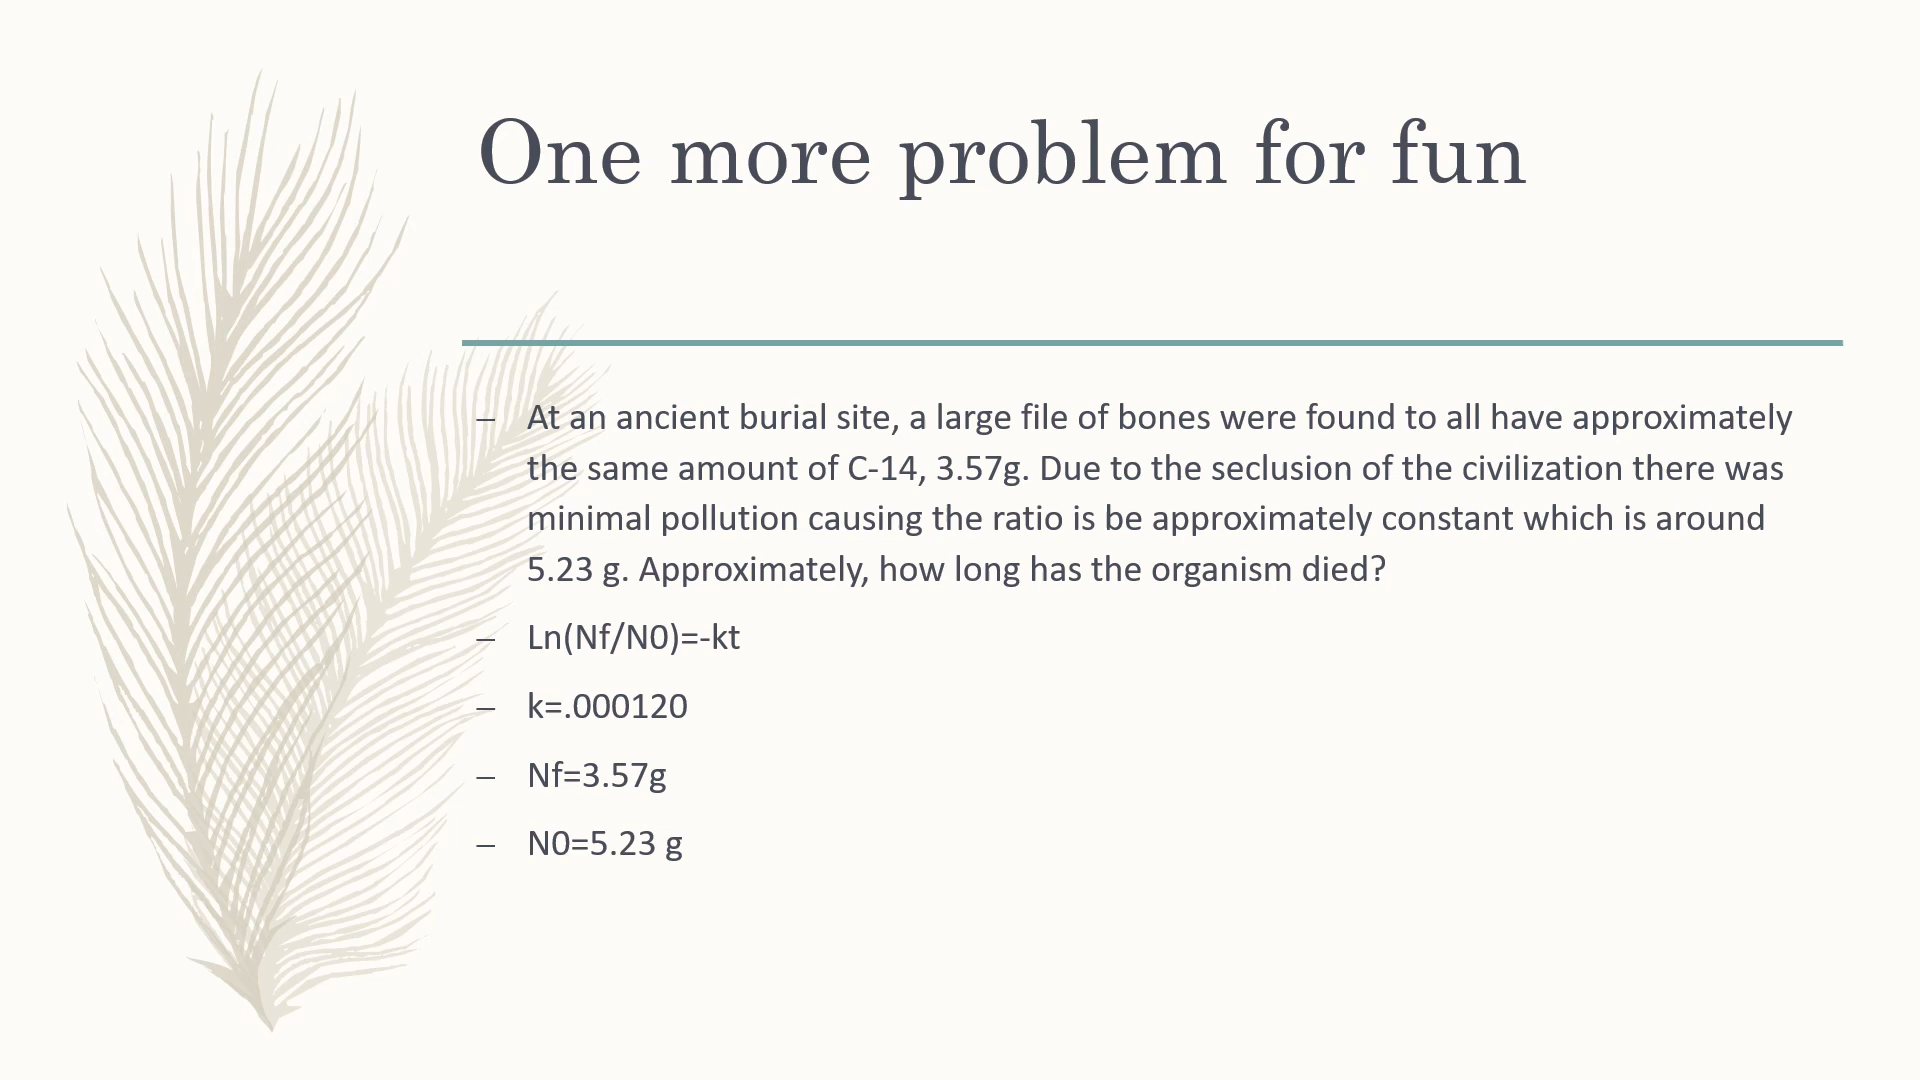 One more problem for fun
– At an ancient burial site, a large file of bones were found to all have approximately
the same amount of C-14, 3.57g. Due to the seclusion of the civilization there was
minimal pollution causing the ratio is be approximately constant which is around
5.23 g. Approximately, how long has the organism died?
– Ln(Nf/N0)=-kt
– k=.000120
– Nf=3.57g
– N0=5.23 g